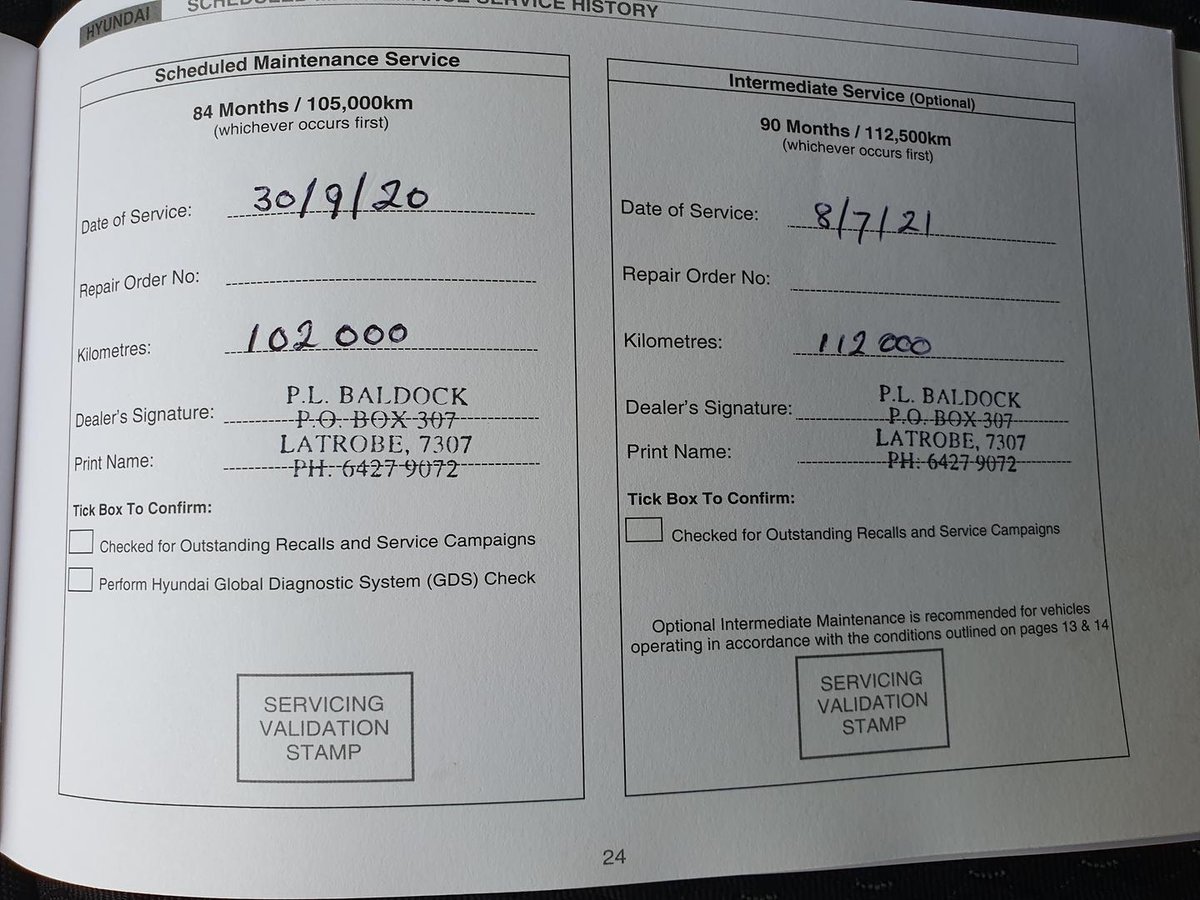 HYUNDAI
SCHEDULED MAINTENANCE SERVICE HISTORY
Scheduled Maintenance Service
84 Months / 105,000km
(whichever occurs first)
Date of Service: 30/9/20
Repair Order No:
Kilometres: 102 000
P.L. BALDOCK
Dealer's Signature: P.O. BOX 307
LATROBE, 7307
Print Name: PH: 6427 9072
Tick Box To Confirm:
Checked for Outstanding Recalls and Service Campaigns
Perform Hyundai Global Diagnostic System (GDS) Check
SERVICING
VALIDATION
STAMP
Intermediate Service (Optional)
90 Months / 112,500km
(whichever occurs first)
Date of Service: 8/7/21
Repair Order No:
Kilometres: 112 000
P.L. BALDOCK
Dealer's Signature: P.O. BOX 307
LATROBE, 7307
Print Name: PH: 6427 9072
Tick Box To Confirm:
Checked for Outstanding Recalls and Service Campaigns
Optional Intermediate Maintenance is recommended for vehicles
operating in accordance with the conditions outlined on pages 13 & 14
SERVICING
VALIDATION
STAMP
24